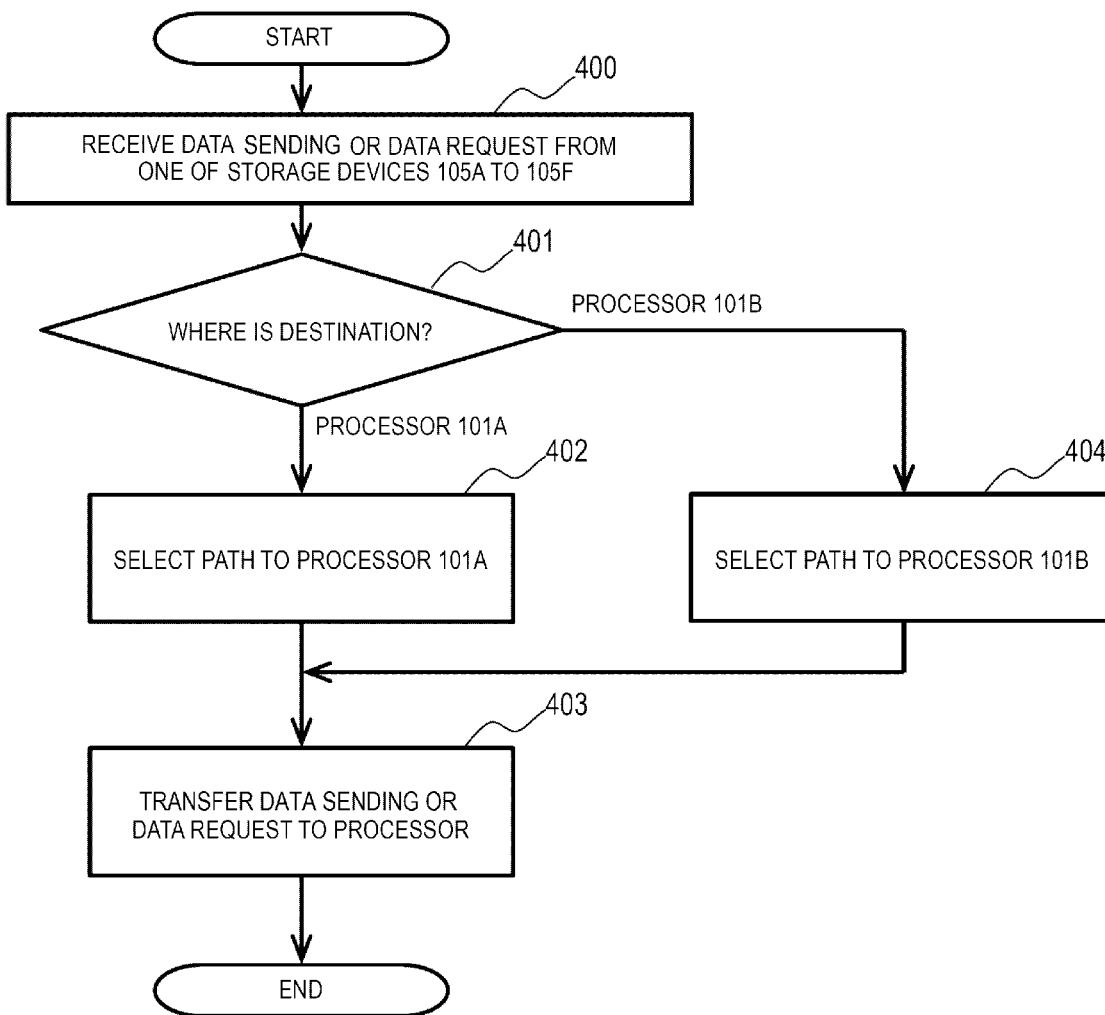 START
400
RECEIVE DATA SENDING OR DATA REQUEST FROM
ONE OF STORAGE DEVICES 105A TO 105F
401
WHERE IS DESTINATION?
PROCESSOR 101B
PROCESSOR 101A
402
404
SELECT PATH TO PROCESSOR 101A
SELECT PATH TO PROCESSOR 101B
403
TRANSFER DATA SENDING OR
DATA REQUEST TO PROCESSOR
END